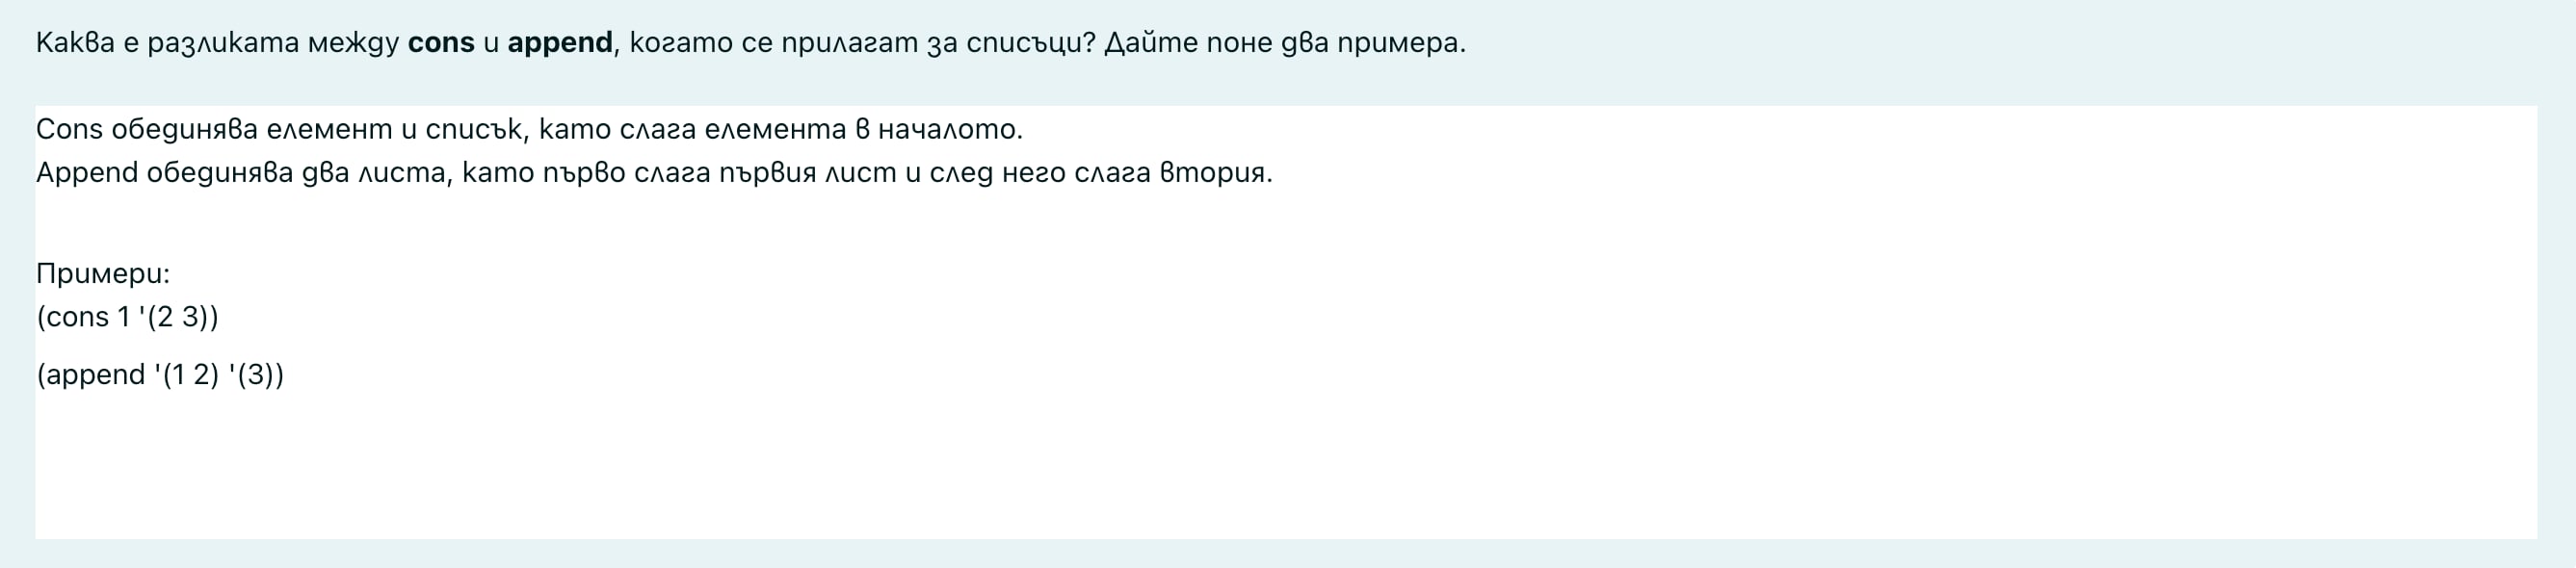 Каква е разликата между cons и append, когато се прилагат за списъци? Дайте поне два примера.
Cons обединява елемент и списък, като слага елемента в началото.
Append обединява два листа, като първо слага първия лист и след него слага втория.
Примери:
(cons 1 '(2 3))
(append '(1 2) '(3))